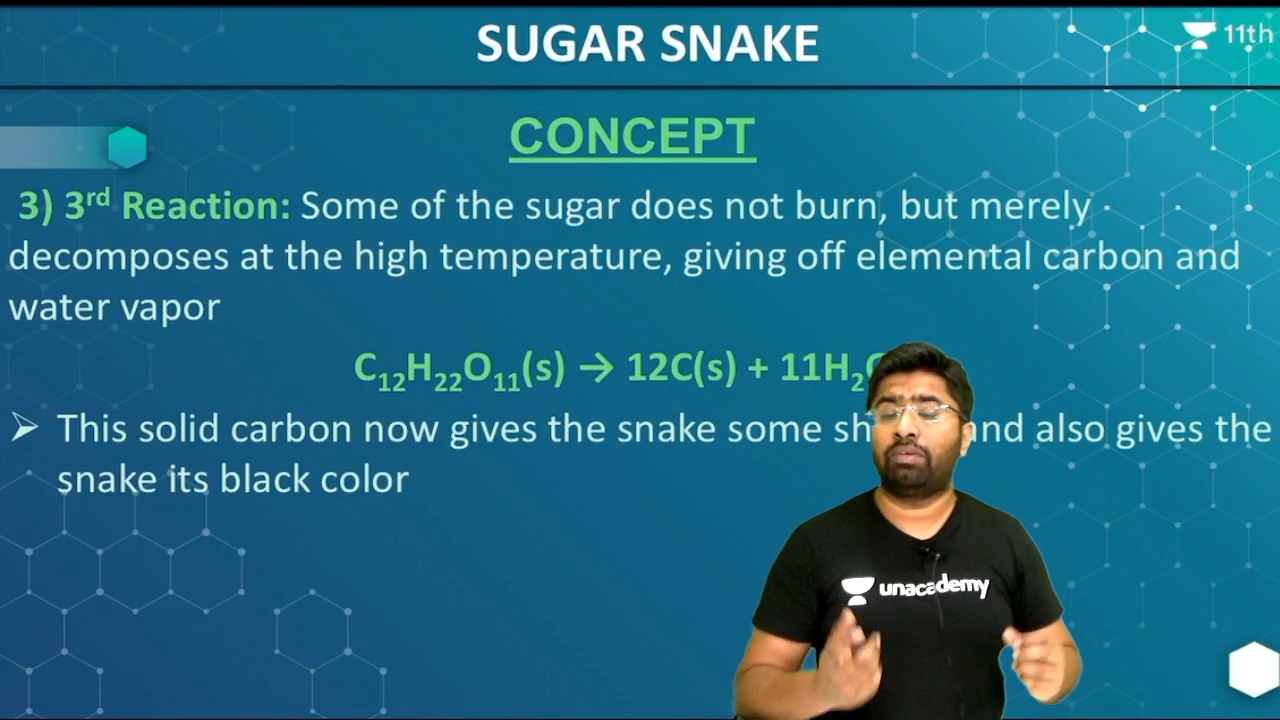 SUGAR SNAKE
11th
CONCEPT
3) 3rd Reaction: Some of the sugar does not burn, but merely
decomposes at the high temperature, giving off elemental carbon and
water vapor
C₁₂H₂₂O₁₁(s) → 12C(s) + 11H₂
➢ This solid carbon now gives the snake some and also gives the
snake its black color
unacademy